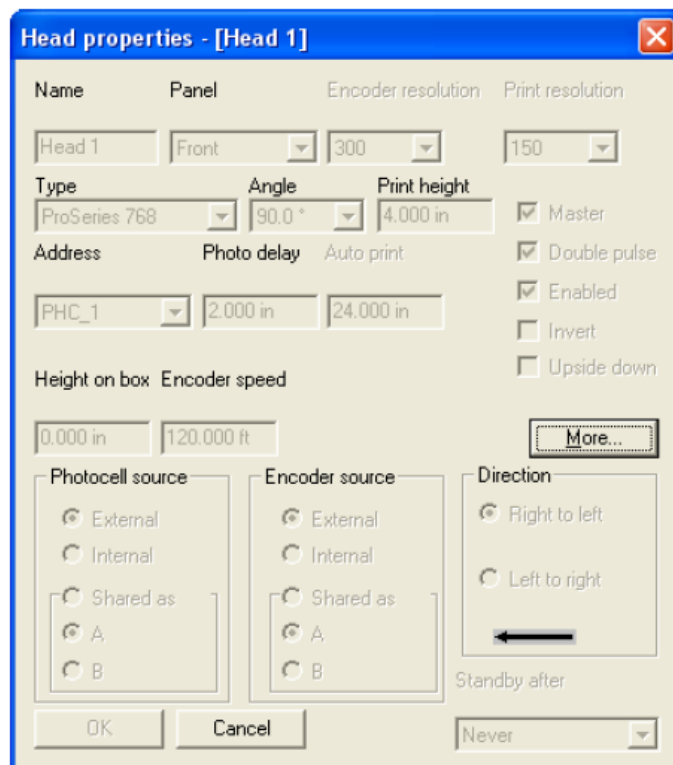 Head properties - [Head 1]
Name Panel Encoder resolution Print resolution
Head 1 Front 300 150
Type Angle Print height
ProSeries 768 90.0 ° 4.000 in Master
Address Photo delay Auto print Double pulse
PHC_1 2.000 in 24.000 in Enabled
Invert
Height on box Encoder speed Upside down
0.000 in 120.000 ft More...
Photocell source Encoder source Direction
External External Right to left
Internal Internal
Shared as Shared as Left to right
A A
B B
Standby after
OK Cancel Never